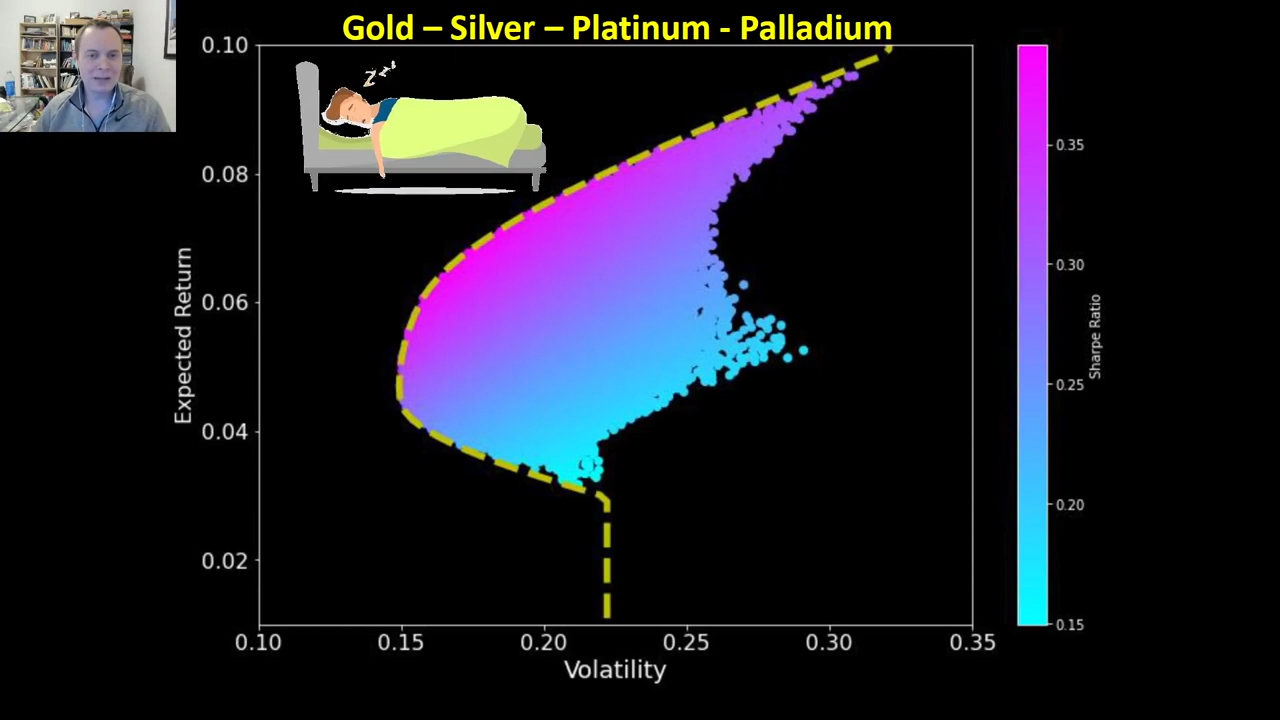 Gold – Silver – Platinum - Palladium
z z z
0.10
0.08
0.06
0.04
0.02
Expected Return
0.10 0.15 0.20 0.25 0.30 0.35
Volatility
0.35
0.30
0.25
0.20
0.15
Sharpe Ratio